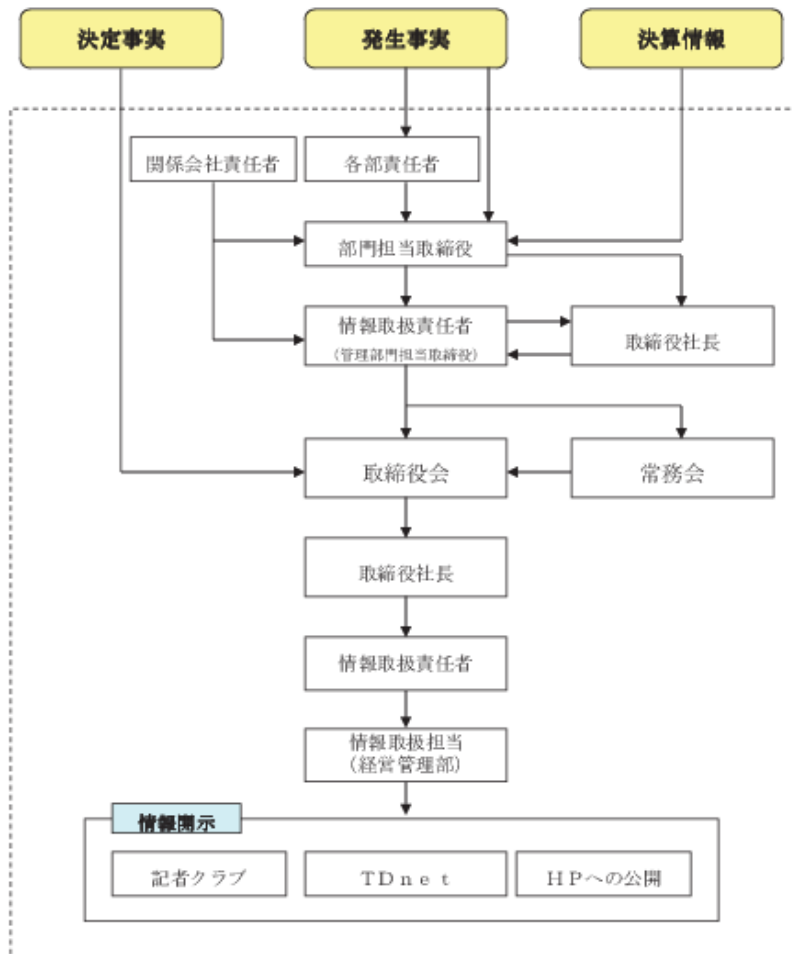 決定事実
発生事実
決算情報
関係会社責任者
各部責任者
部門担当取締役
情報取扱責任者
(管理部門担当取締役)
取締役社長
取締役会
常務会
取締役社長
情報取扱責任者
情報取扱担当
(経営管理部)
情報開示
記者クラブ
ＴＤｎｅｔ
ＨＰへの公開